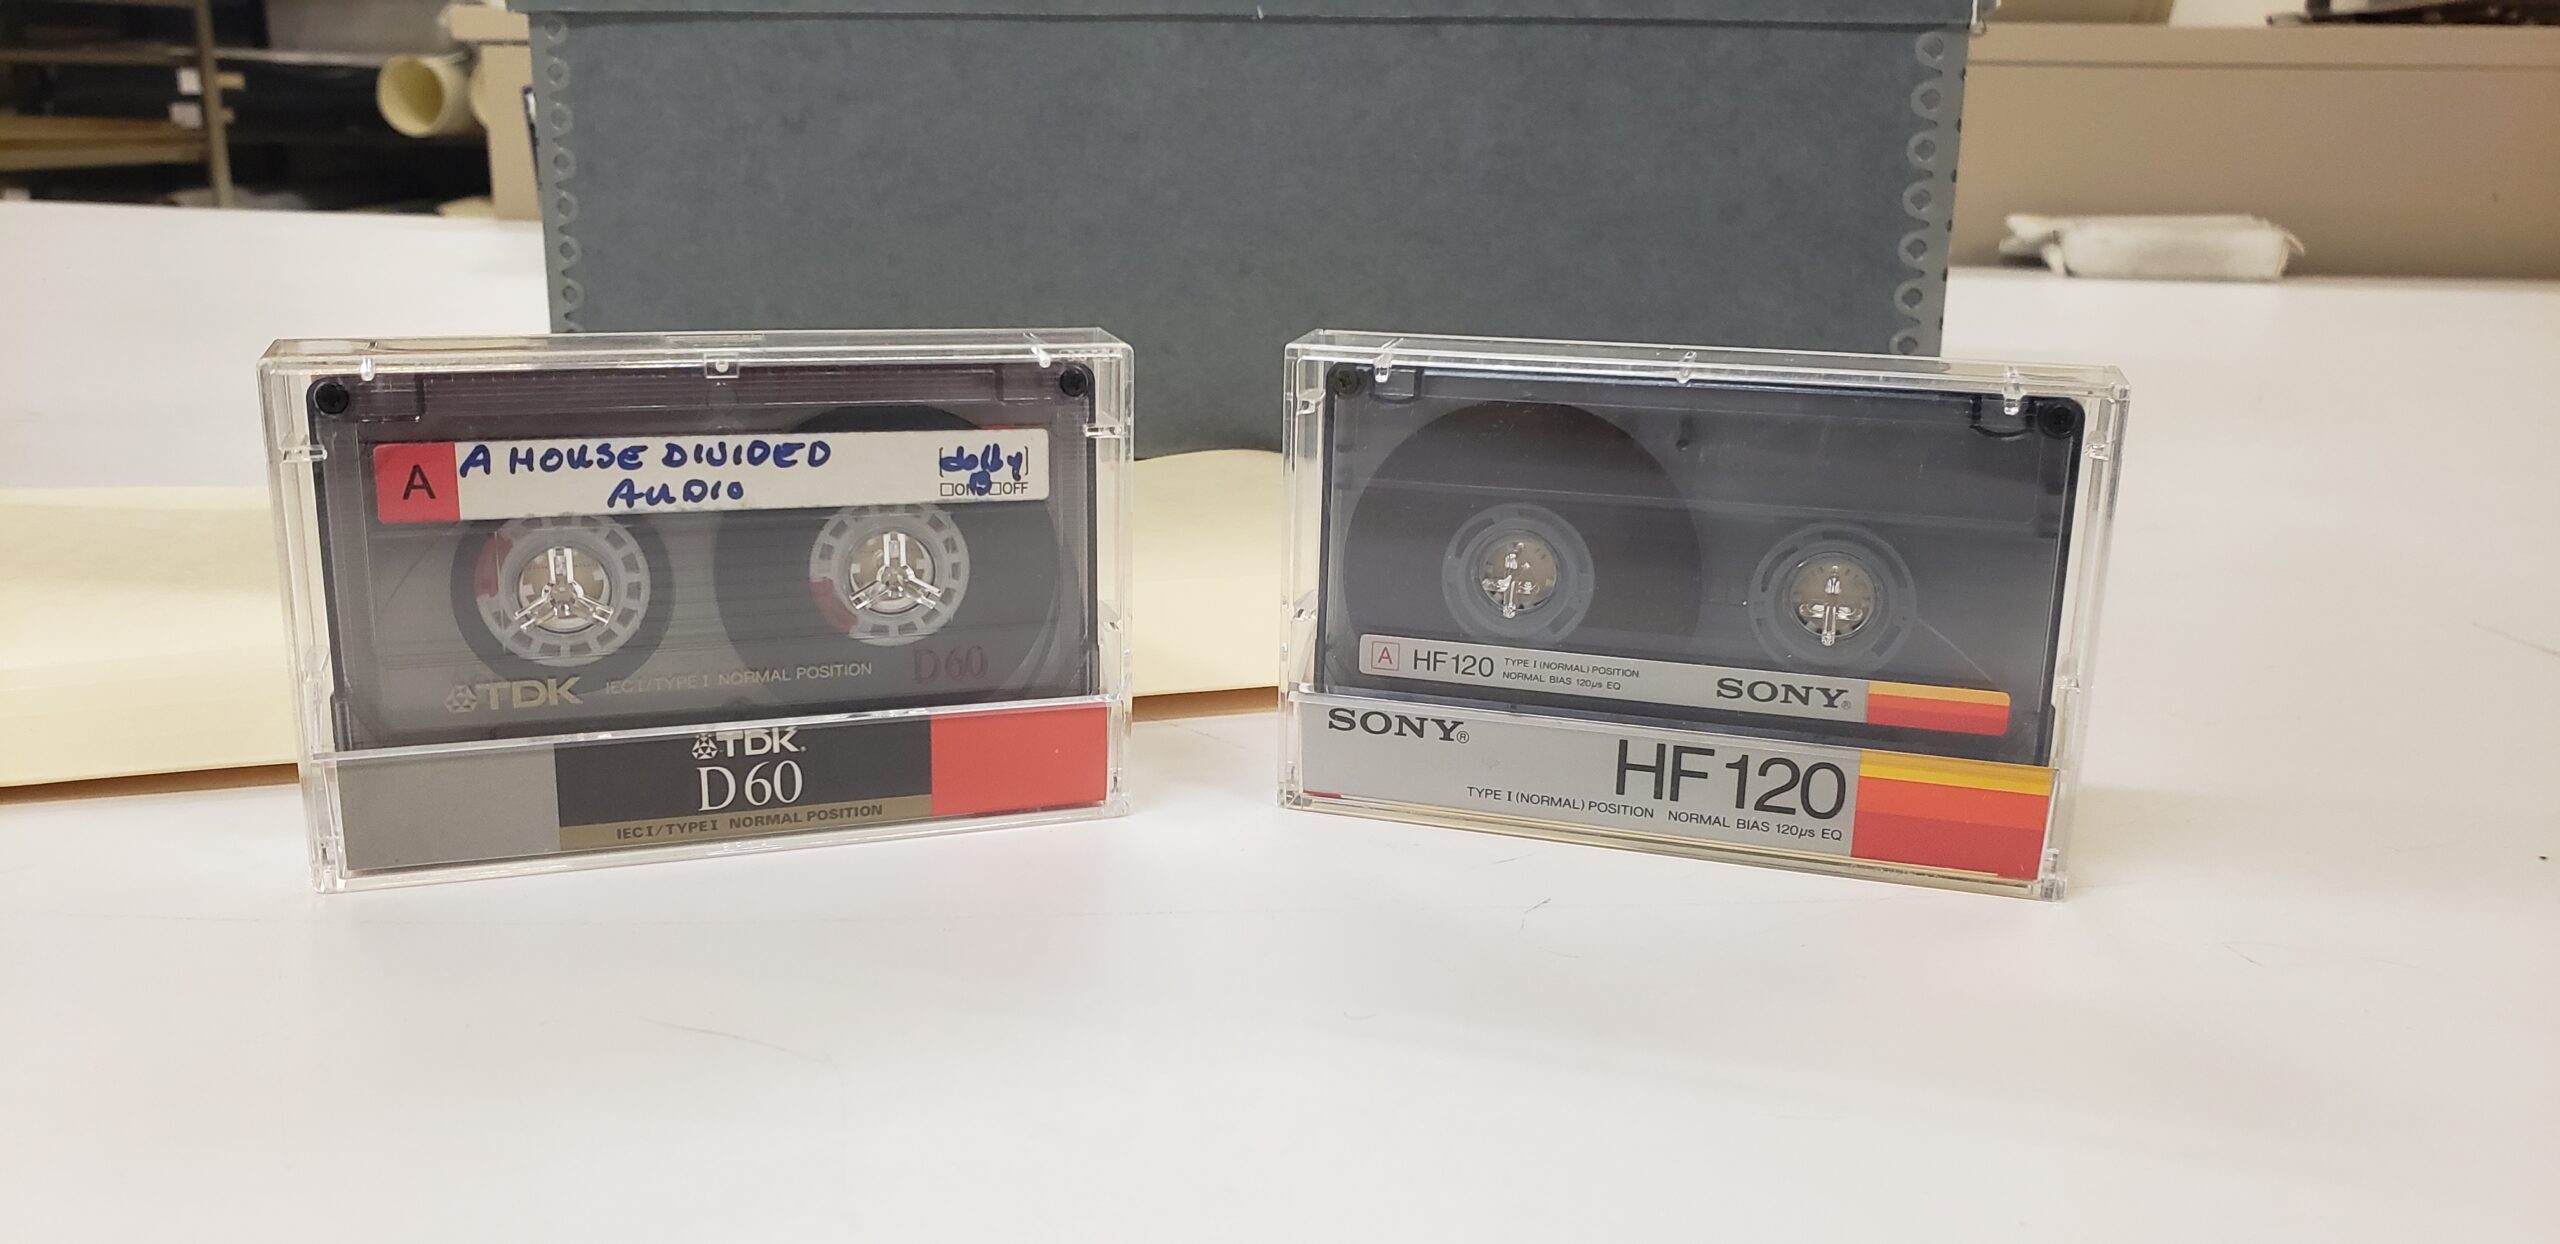 A
A HOUSE DIVIDED
AUDIO
dolby
ON OFF
TDK IEC I/TYPE I NORMAL POSITION D60
TDK.
D60
IEC I/TYPE I NORMAL POSITION
A HF120 TYPE I (NORMAL) POSITION
NORMAL BIAS 120µs EQ
SONY®
SONY®
HF120
TYPE I (NORMAL) POSITION NORMAL BIAS 120µs EQ